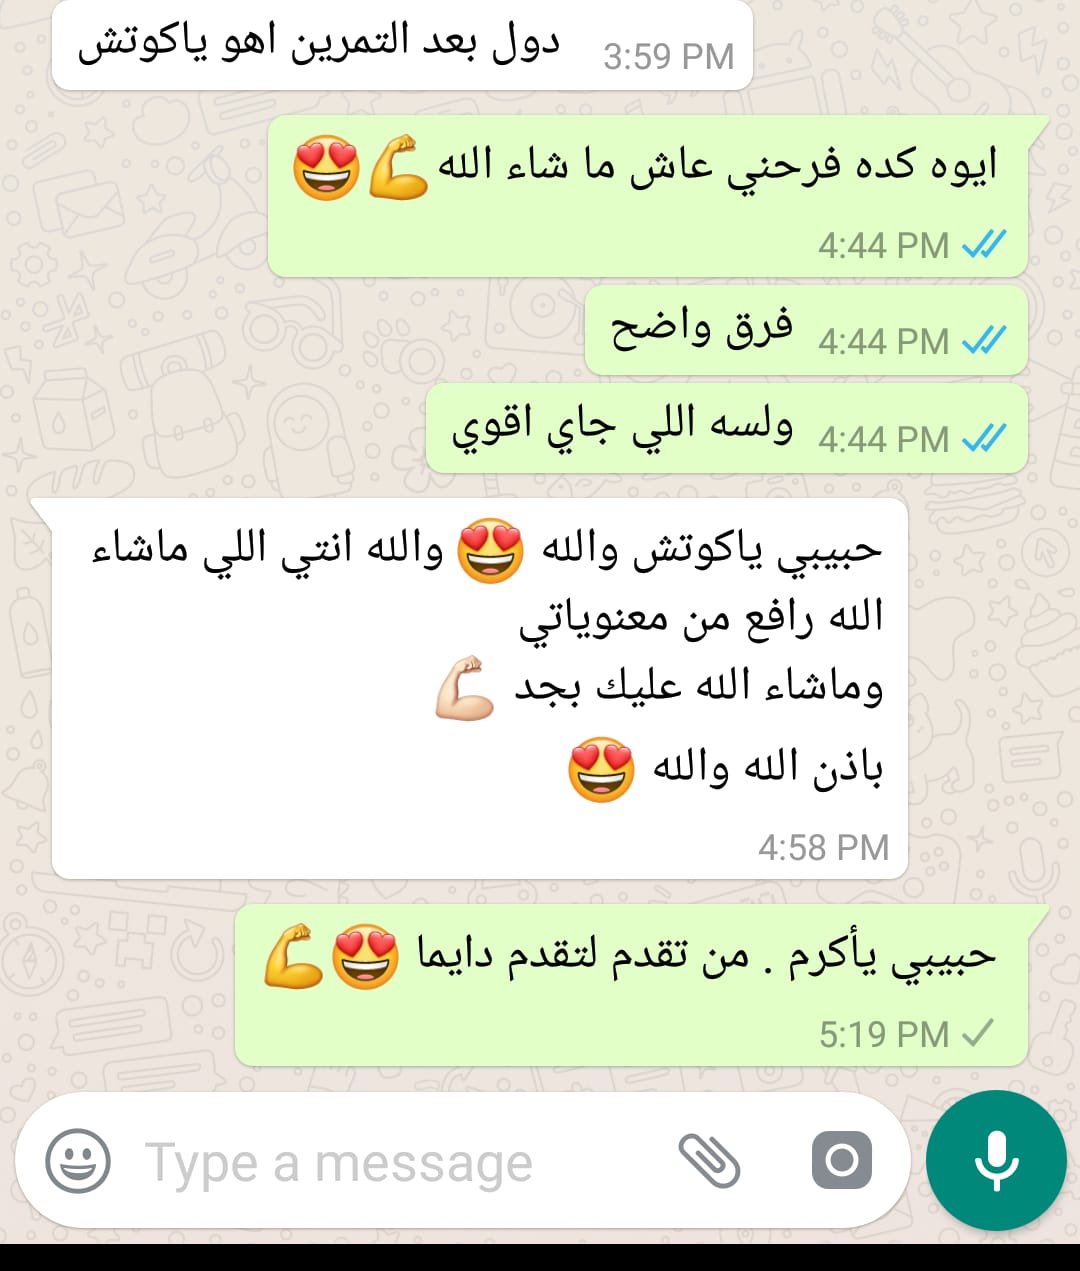 دول بعد التمرين اهو ياكوتش
3:59 PM
ايوه كده فرحني عاش ما شاء الله 💪😍
4:44 PM
فرق واضح
4:44 PM
ولسه اللي جاي اقوي
4:44 PM
حبيبي ياكوتش والله 😍 والله انتي اللي ماشاء
الله رافع من معنوياتي
وماشاء الله عليك بجد 💪🏻
باذن الله والله 😍
4:58 PM
حبيبي يأكرم . من تقدم لتقدم دايما 😍💪
5:19 PM
Type a message